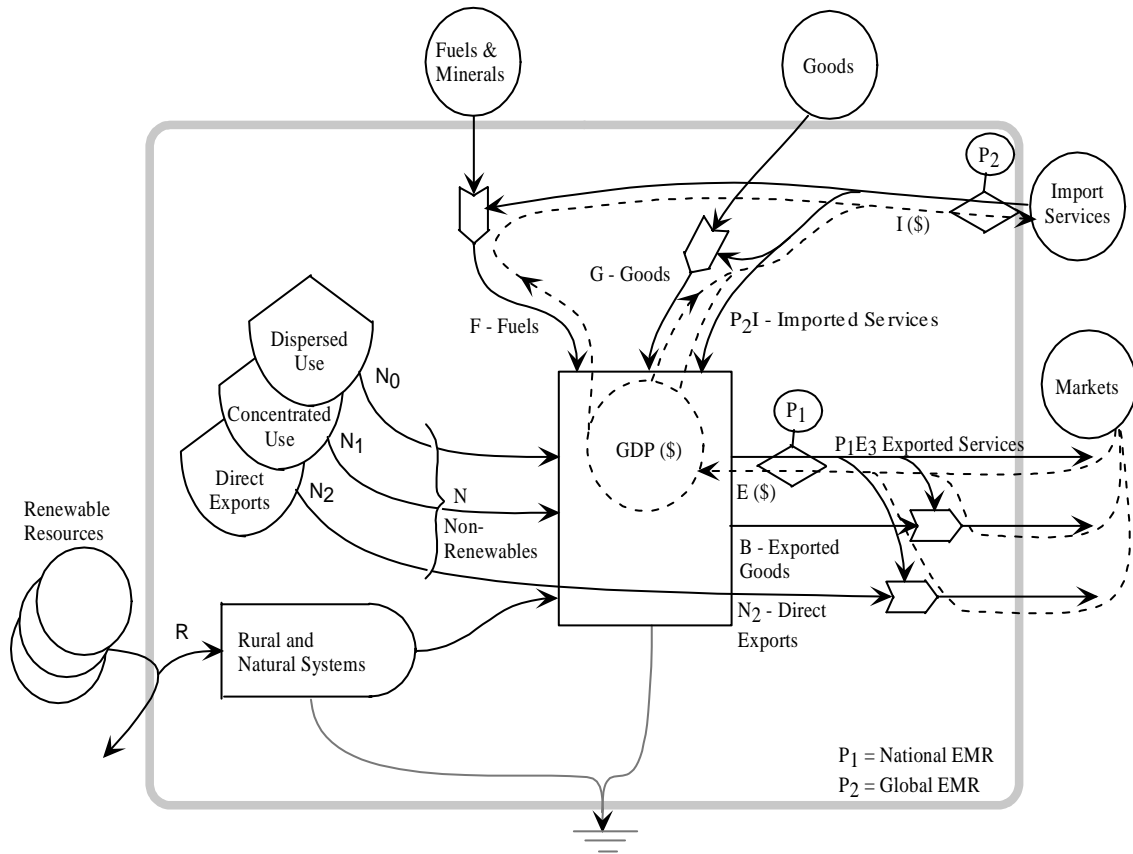 Fuels &
Minerals
Goods
P2
Import
Services
I ($)
G - Goods
F - Fuels
P2I - Imported Services
Dispersed
Use
N0
Concentrated
Use
N1
Direct
Exports
N2
N
Non-
Renewables
GDP ($)
P1
Markets
P1E3 Exported Services
E ($)
B - Exported
Goods
N2 - Direct
Exports
Renewable
Resources
R
Rural and
Natural Systems
P1 = National EMR
P2 = Global EMR